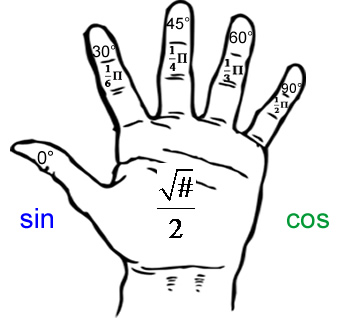 45°
30°
60°
1/4 π
1/6 π
1/3 π
90°
1/2 π
0°
√#/2
sin
cos